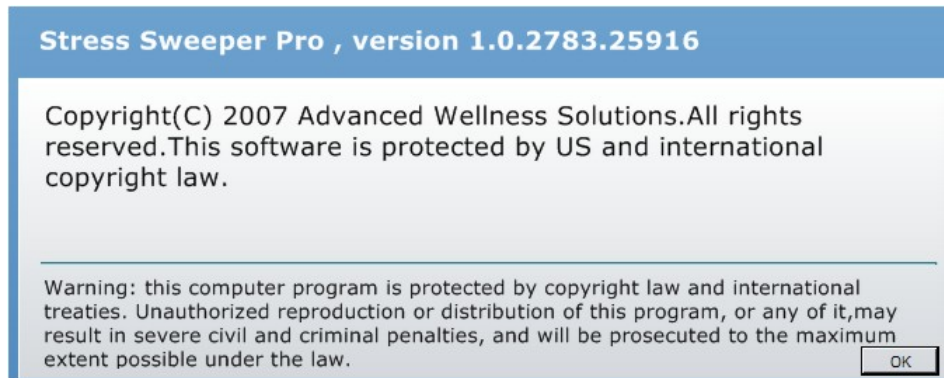 Stress Sweeper Pro , version 1.0.2783.25916
Copyright(C) 2007 Advanced Wellness Solutions.All rights
reserved.This software is protected by US and international
copyright law.
Warning: this computer program is protected by copyright law and international
treaties. Unauthorized reproduction or distribution of this program, or any of it,may
result in severe civil and criminal penalties, and will be prosecuted to the maximum
extent possible under the law.
OK